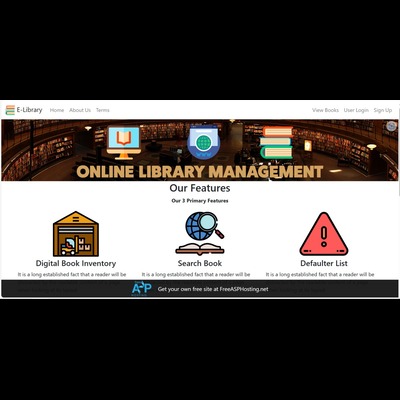 E-Library Home About Us Terms View Books User Login Sign Up
ONLINE LIBRARY MANAGEMENT
Our Features
Our 3 Primary Features
Digital Book Inventory Search Book Defaulter List
It is a long established fact that a reader will be It is a long established fact that a reader will be It is a long established fact that a reader will be
Get your own free site at FreeASPHosting.net